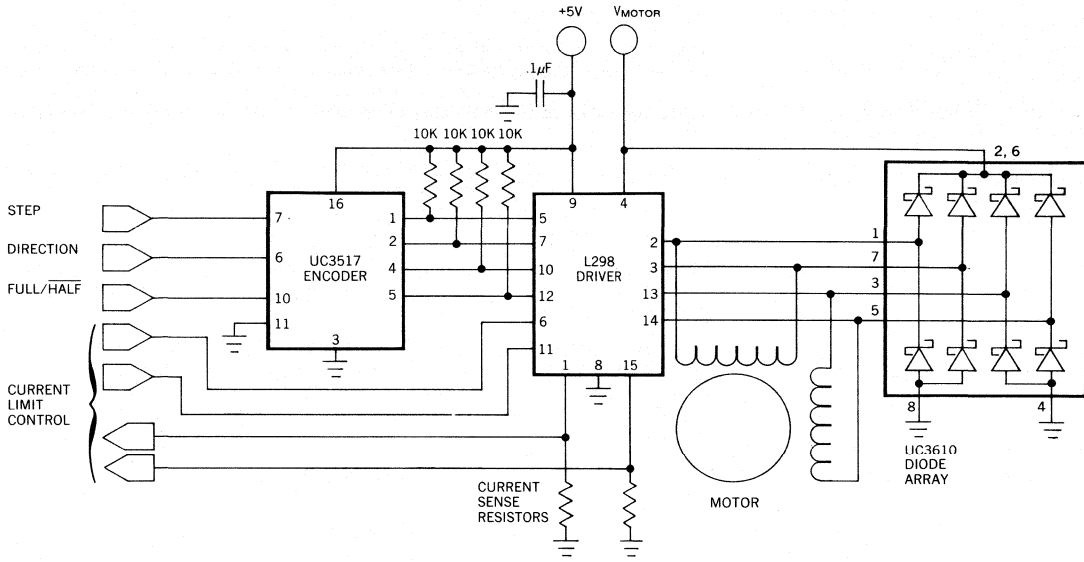 +5V
VMOTOR
.1µF
10K 10K 10K 10K
2, 6
16
9
4
STEP
7
1
5
UC3517
ENCODER
L298
DRIVER
2
1
DIRECTION
6
2
7
3
7
FULL/HALF
10
4
10
13
3
5
12
14
5
11
6
3
11
1
8
15
CURRENT
LIMIT
CONTROL
8
4
UC3610
DIODE
ARRAY
CURRENT
SENSE
RESISTORS
MOTOR